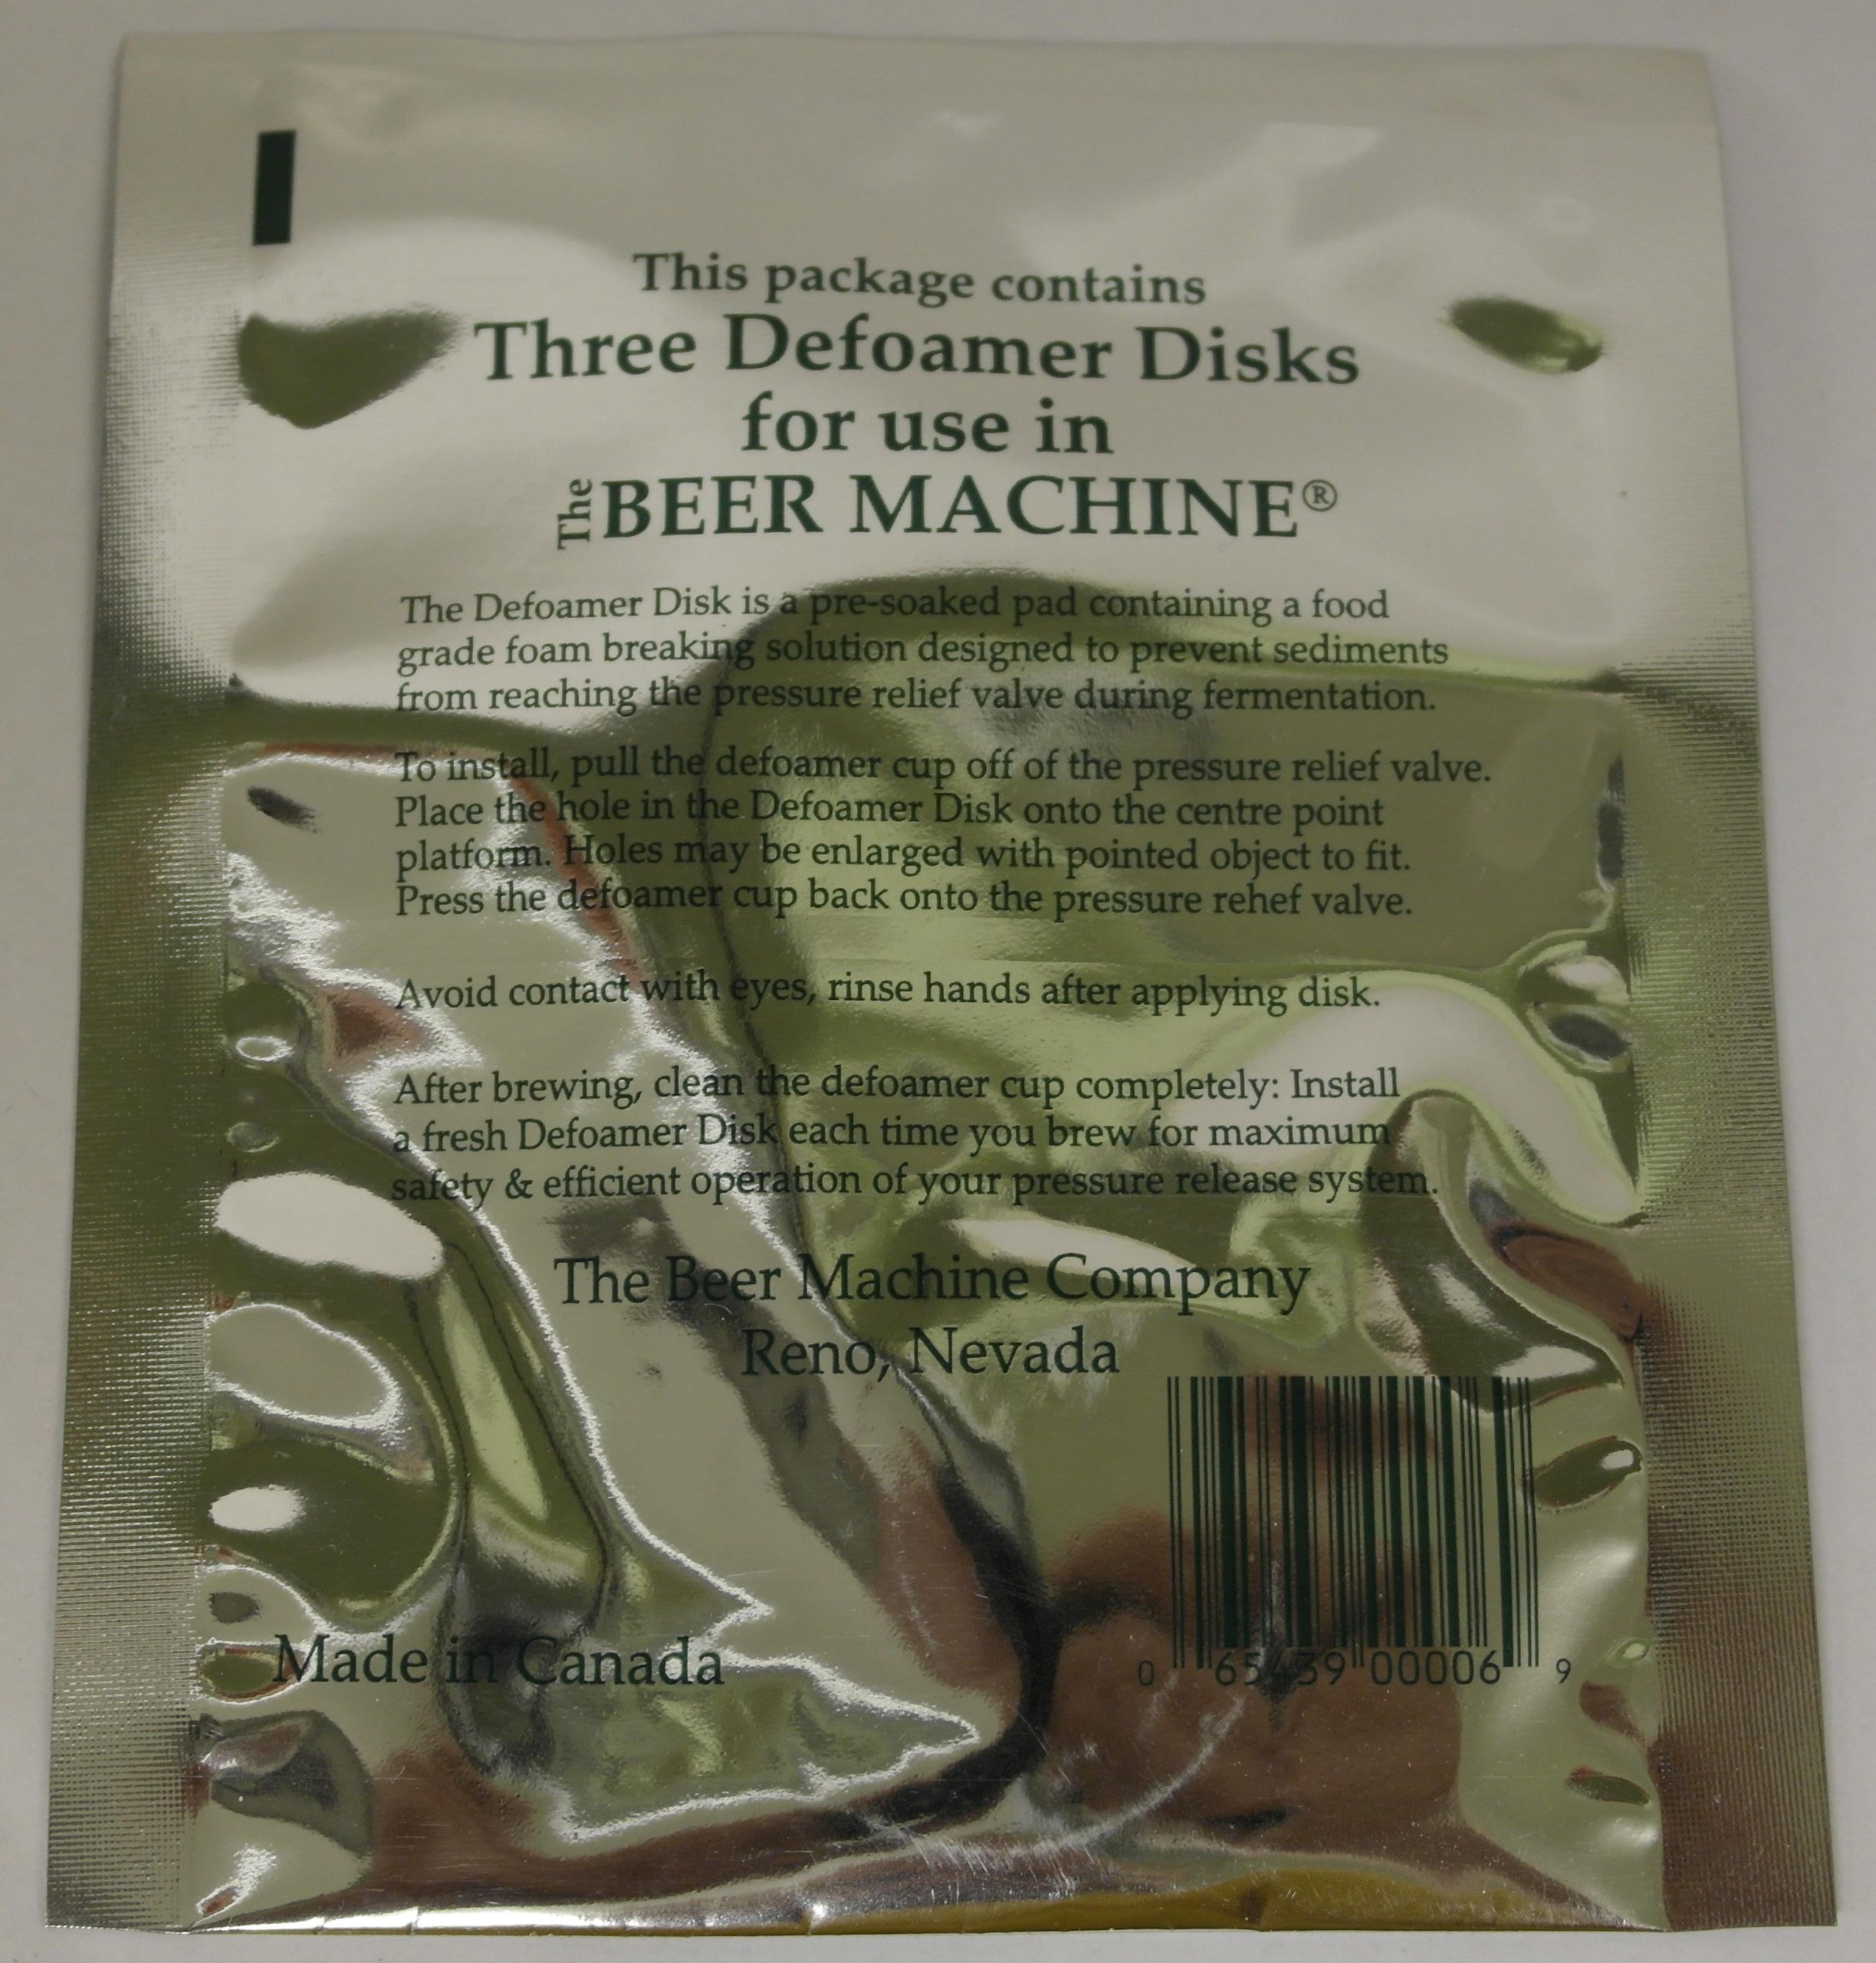 This package contains
Three Defoamer Disks
for use in
The BEER MACHINE®
The Defoamer Disk is a pre-soaked pad containing a food
grade foam breaking solution designed to prevent sediments
from reaching the pressure relief valve during fermentation.
To install, pull the defoamer cup off of the pressure relief valve.
Place the hole in the Defoamer Disk onto the centre point
platform. Holes may be enlarged with pointed object to fit.
Press the defoamer cup back onto the pressure rehef valve.
Avoid contact with eyes, rinse hands after applying disk.
After brewing, clean the defoamer cup completely: Install
a fresh Defoamer Disk each time you brew for maximum
safety & efficient operation of your pressure release system.
The Beer Machine Company
Reno, Nevada
Made in Canada
0 65439 00006 9